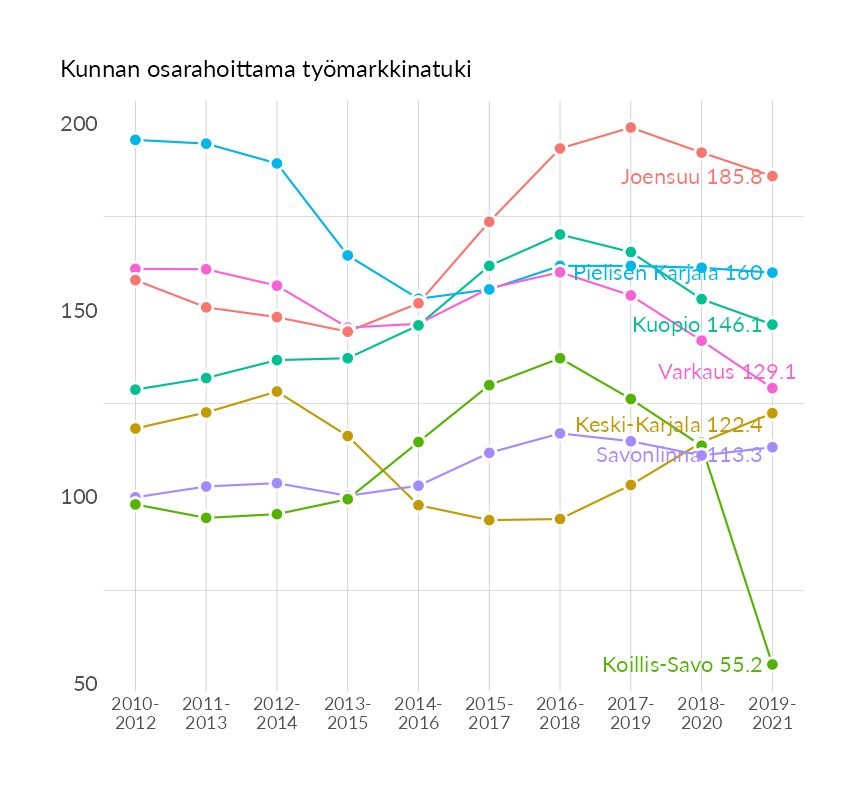 Kunnan osarahoittama työmarkkinatuki
200
Joensuu 185.8
Pielisen Karjala 160
150
Kuopio 146.1
Varkaus 129.1
Keski-Karjala 122.4
Savonlinna 113.3
100
Koillis-Savo 55.2
50
2010- 2011- 2012- 2013- 2014- 2015- 2016- 2017- 2018- 2019-
2012 2013 2014 2015 2016 2017 2018 2019 2020 2021